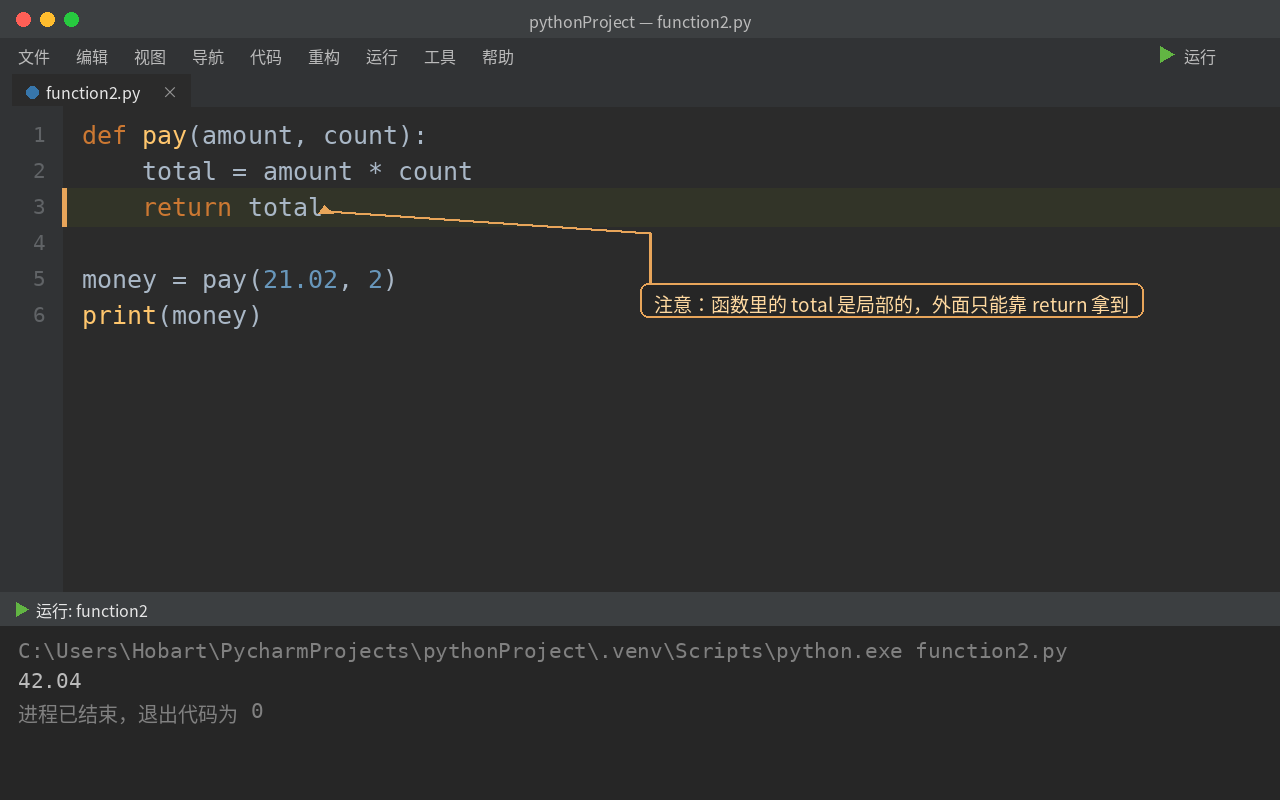 pythonProject — function2.py
文件 编辑 视图 导航 代码 重构 运行 工具 帮助 运行
function2.py ×
1 def pay(amount, count):
2     total = amount * count
3     return total
4
5 money = pay(21.02, 2)
6 print(money)
注意：函数里的 total 是局部的，外面只能靠 return 拿到
运行: function2
C:\Users\Hobart\PycharmProjects\pythonProject\.venv\Scripts\python.exe function2.py
42.04
进程已结束，退出代码为 0